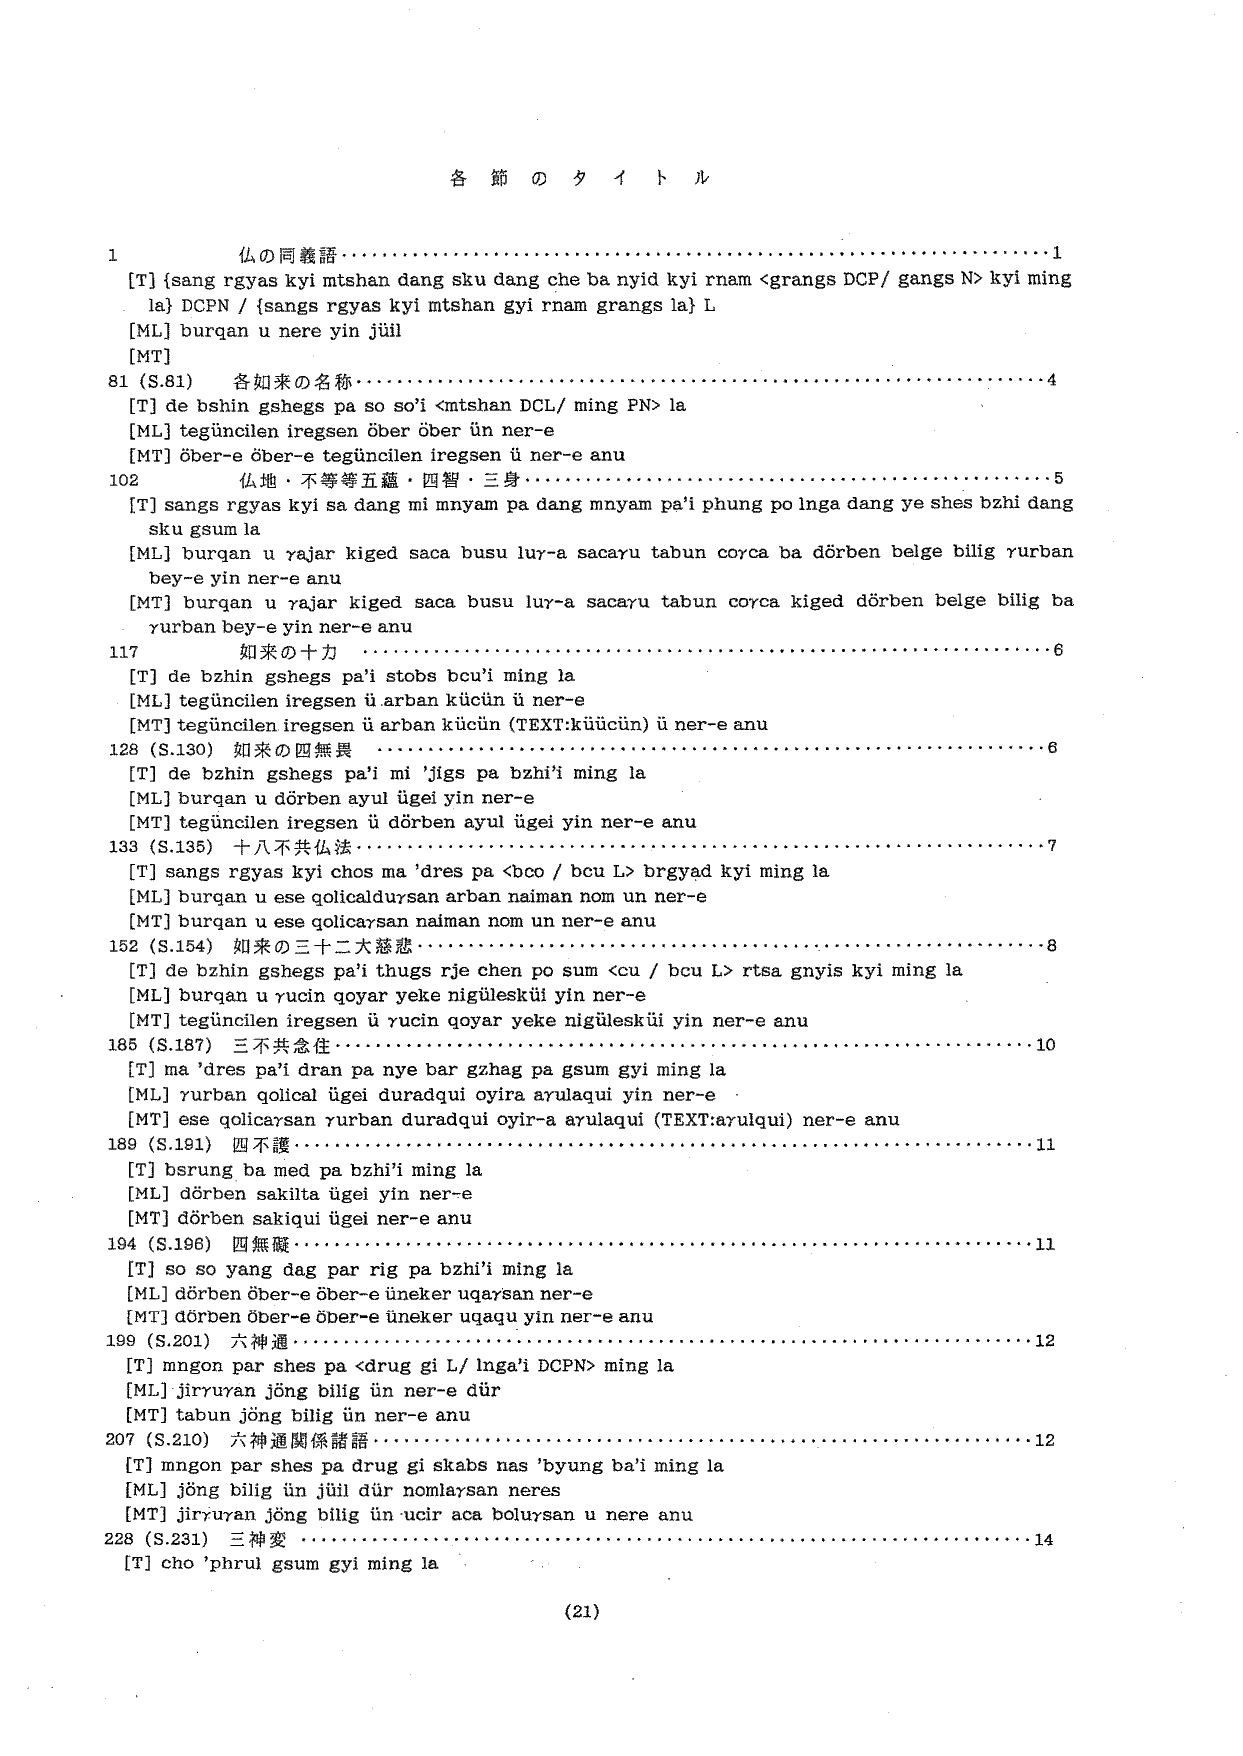 各節のタイトル
1 仏の同義語‥‥‥‥‥‥‥‥‥‥‥‥‥‥‥‥‥‥‥‥‥‥‥‥‥‥1
[T] {sang rgyas kyi mtshan dang sku dang che ba nyid kyi rnam <grangs DCP/ gangs N> kyi ming
la} DCPN / {sangs rgyas kyi mtshan gyi rnam grangs la} L
[ML] burqan u nere yin jüil
[MT]
81 (S.81) 各如来の名称‥‥‥‥‥‥‥‥‥‥‥‥‥‥‥‥‥‥‥‥‥‥‥‥‥‥4
[T] de bshin gshegs pa so so'i <mtshan DCL/ ming PN> la
[ML] tegüncilen iregsen öber öber ün ner-e
[MT] öber-e öber-e tegüncilen iregsen ü ner-e anu
102 仏地・不等等五蘊・四智・三身‥‥‥‥‥‥‥‥‥‥‥‥‥‥‥‥‥‥‥‥5
[T] sangs rgyas kyi sa dang mi mnyam pa dang mnyam pa'i phung po lnga dang ye shes bzhi dang
sku gsum la
[ML] burqan u γajar kiged saca busu luγ-a sacaγu tabun coγca ba dörben belge bilig γurban
bey-e yin ner-e anu
[MT] burqan u γajar kiged saca busu luγ-a sacaγu tabun coγca kiged dörben belge bilig ba
γurban bey-e yin ner-e anu
117 如来の十力 ‥‥‥‥‥‥‥‥‥‥‥‥‥‥‥‥‥‥‥‥‥‥‥‥‥‥6
[T] de bzhin gshegs pa'i stobs bcu'i ming la
[ML] tegüncilen iregsen ü arban kücün ü ner-e
[MT] tegüncilen iregsen ü arban kücün (TEXT:küücün) ü ner-e anu
128 (S.130) 如来の四無畏 ‥‥‥‥‥‥‥‥‥‥‥‥‥‥‥‥‥‥‥‥‥‥‥‥‥6
[T] de bzhin gshegs pa'i mi 'jigs pa bzhi'i ming la
[ML] burqan u dörben ayul ügei yin ner-e
[MT] tegüncilen iregsen ü dörben ayul ügei yin ner-e anu
133 (S.135) 十八不共仏法‥‥‥‥‥‥‥‥‥‥‥‥‥‥‥‥‥‥‥‥‥‥‥‥‥‥7
[T] sangs rgyas kyi chos ma 'dres pa <bco / bcu L> brgyad kyi ming la
[ML] burqan u ese qolicalduγsan arban naiman nom un ner-e
[MT] burqan u ese qolicaγsan naiman nom un ner-e anu
152 (S.154) 如来の三十二大慈悲‥‥‥‥‥‥‥‥‥‥‥‥‥‥‥‥‥‥‥‥‥‥‥8
[T] de bzhin gshegs pa'i thugs rje chen po sum <cu / bcu L> rtsa gnyis kyi ming la
[ML] burqan u γucin qoyar yeke nigülesküi yin ner-e
[MT] tegüncilen iregsen ü γucin qoyar yeke nigülesküi yin ner-e anu
185 (S.187) 三不共念住‥‥‥‥‥‥‥‥‥‥‥‥‥‥‥‥‥‥‥‥‥‥‥‥‥‥10
[T] ma 'dres pa'i dran pa nye bar gzhag pa gsum gyi ming la
[ML] γurban qolical ügei duradqui oyira aγulaqui yin ner-e
[MT] ese qolicaγsan γurban duradqui oyir-a aγulaqui (TEXT:aγulqui) ner-e anu
189 (S.191) 四不護‥‥‥‥‥‥‥‥‥‥‥‥‥‥‥‥‥‥‥‥‥‥‥‥‥‥‥‥11
[T] bsrung ba med pa bzhi'i ming la
[ML] dörben sakilta ügei yin ner-e
[MT] dörben sakiqui ügei ner-e anu
194 (S.196) 四無礙‥‥‥‥‥‥‥‥‥‥‥‥‥‥‥‥‥‥‥‥‥‥‥‥‥‥‥‥11
[T] so so yang dag par rig pa bzhi'i ming la
[ML] dörben öber-e öber-e üneker uqaγsan ner-e
[MT] dörben öber-e öber-e üneker uqaqu yin ner-e anu
199 (S.201) 六神通‥‥‥‥‥‥‥‥‥‥‥‥‥‥‥‥‥‥‥‥‥‥‥‥‥‥‥‥12
[T] mngon par shes pa <drug gi L/ lnga'i DCPN> ming la
[ML] jirγuγan jöng bilig ün ner-e dür
[MT] tabun jöng bilig ün ner-e anu
207 (S.210) 六神通関係諸語‥‥‥‥‥‥‥‥‥‥‥‥‥‥‥‥‥‥‥‥‥‥‥‥‥12
[T] mngon par shes pa drug gi skabs nas 'byung ba'i ming la
[ML] jöng bilig ün jüil dür nomlaγsan neres
[MT] jirγuγan jöng bilig ün ucir aca boluγsan u nere anu
228 (S.231) 三神変 ‥‥‥‥‥‥‥‥‥‥‥‥‥‥‥‥‥‥‥‥‥‥‥‥‥‥‥14
[T] cho 'phrul gsum gyi ming la
(21)